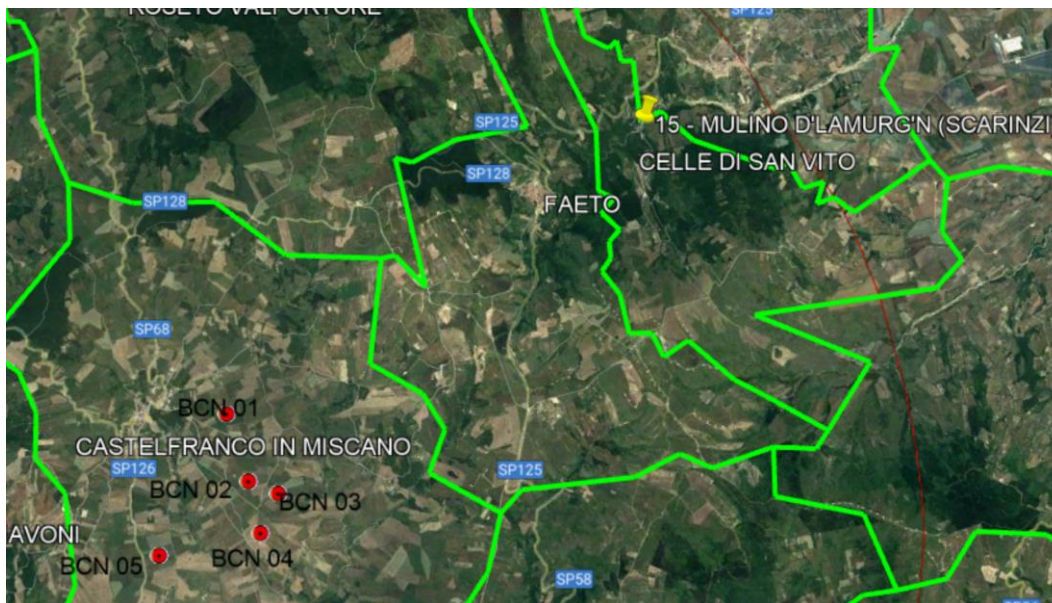 ROSETO VALFORTORE
SP125
SP125
15 - MULINO D'LAMURG'N (SCARINZI
CELLE DI SAN VITO
SP128
SP128
FAETO
SP68
BCN 01
CASTELFRANCO IN MISCANO
SP126
SP125
BCN 02
BCN 03
AVONI
BCN 04
BCN 05
SP58